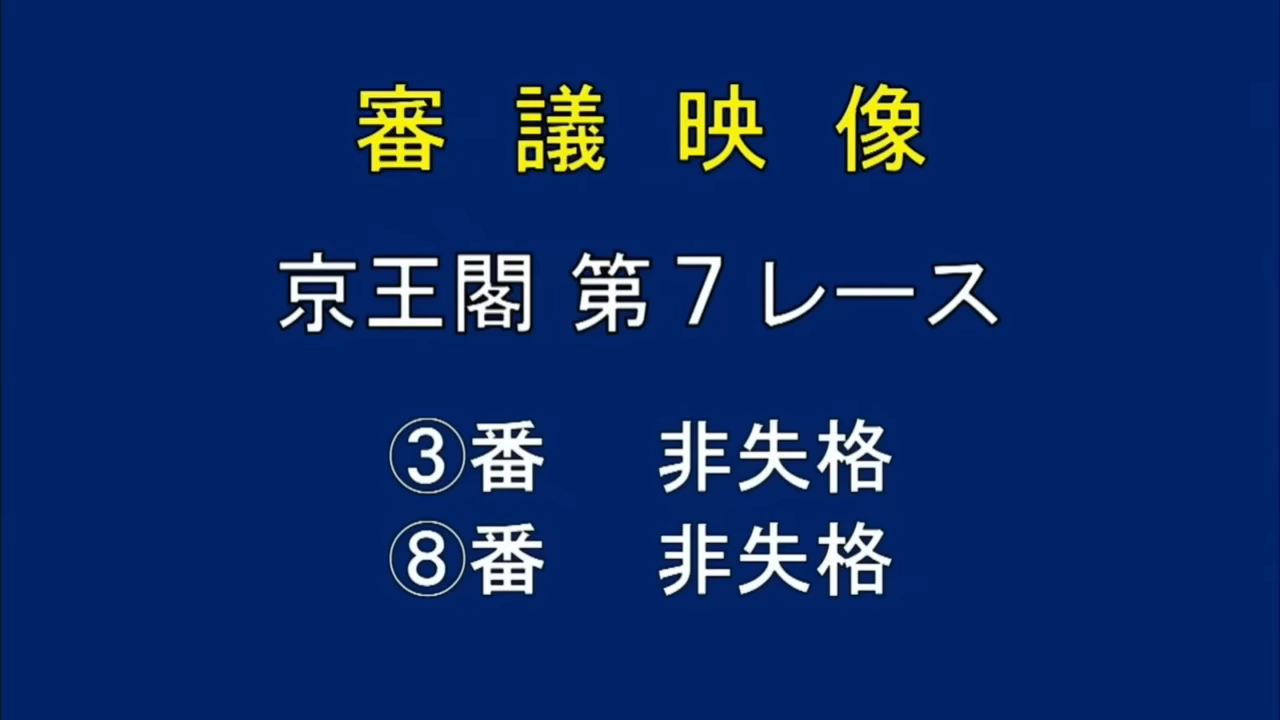 審議映像
京王閣 第７レース
③番 非失格
⑧番 非失格